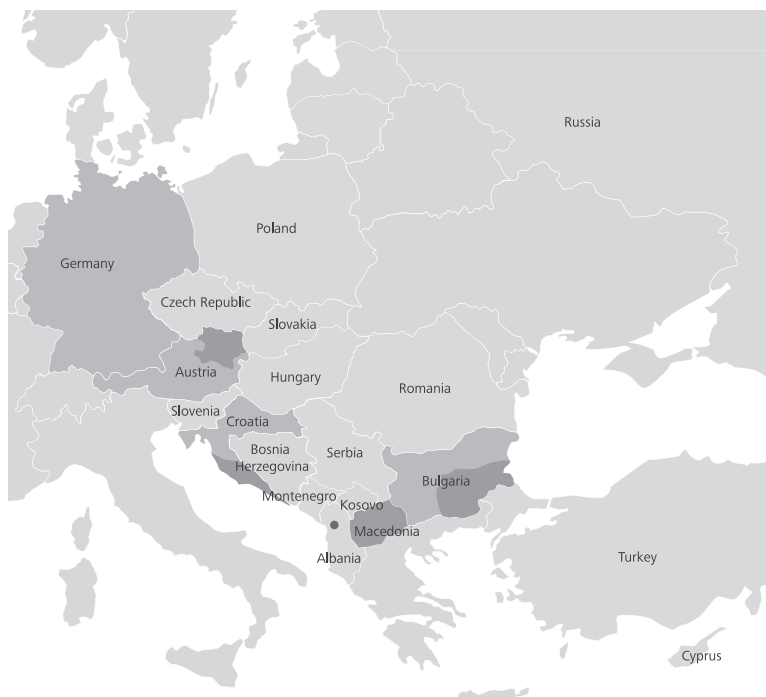 Russia
Poland
Germany
Czech Republic
Slovakia
Austria
Hungary
Romania
Slovenia
Croatia
Bosnia
Herzegovina
Serbia
Bulgaria
Montenegro
Kosovo
Macedonia
Albania
Turkey
Cyprus